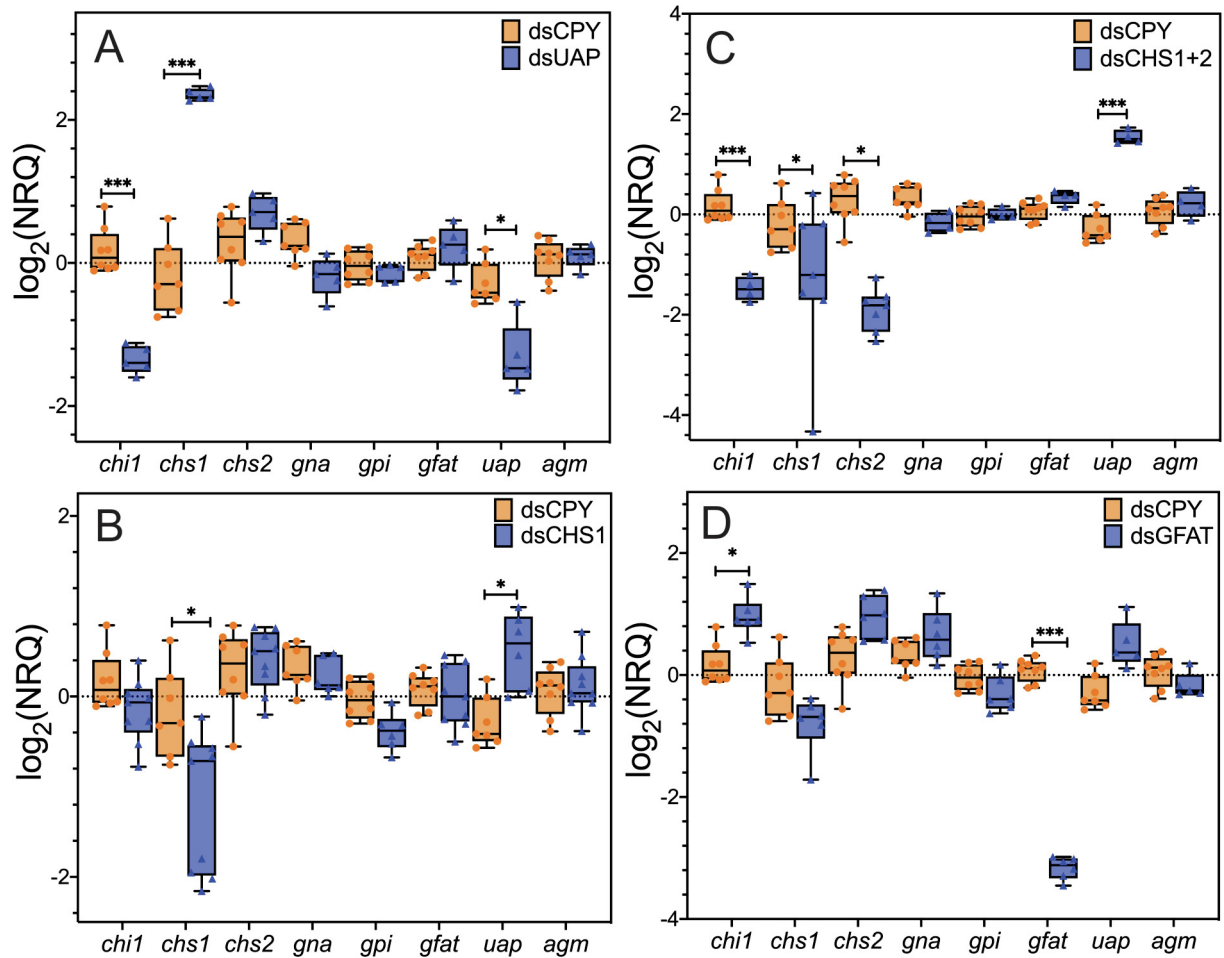 A
dsCPY
dsUAP
log2(NRQ)
2
0
-2
***
***
*
chi1 chs1 chs2 gna gpi gfat uap agm
C
dsCPY
dsCHS1+2
log2(NRQ)
4
2
0
-2
-4
***
*
*
***
chi1 chs1 chs2 gna gpi gfat uap agm
B
dsCPY
dsCHS1
log2(NRQ)
2
0
-2
*
*
chi1 chs1 chs2 gna gpi gfat uap agm
D
dsCPY
dsGFAT
log2(NRQ)
2
0
-2
-4
*
***
chi1 chs1 chs2 gna gpi gfat uap agm